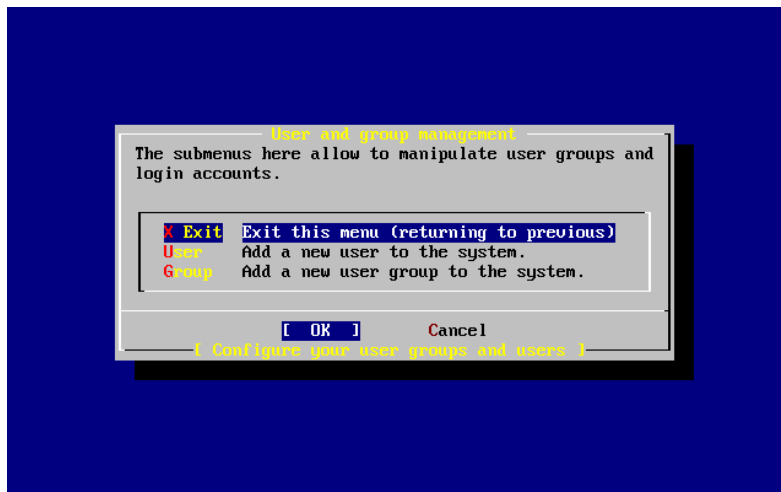 User and group management
The submenus here allow to manipulate user groups and
login accounts.
X Exit Exit this menu (returning to previous)
User Add a new user to the system.
Group Add a new user group to the system.
[ OK ] Cancel
[ Configure your user groups and users ]